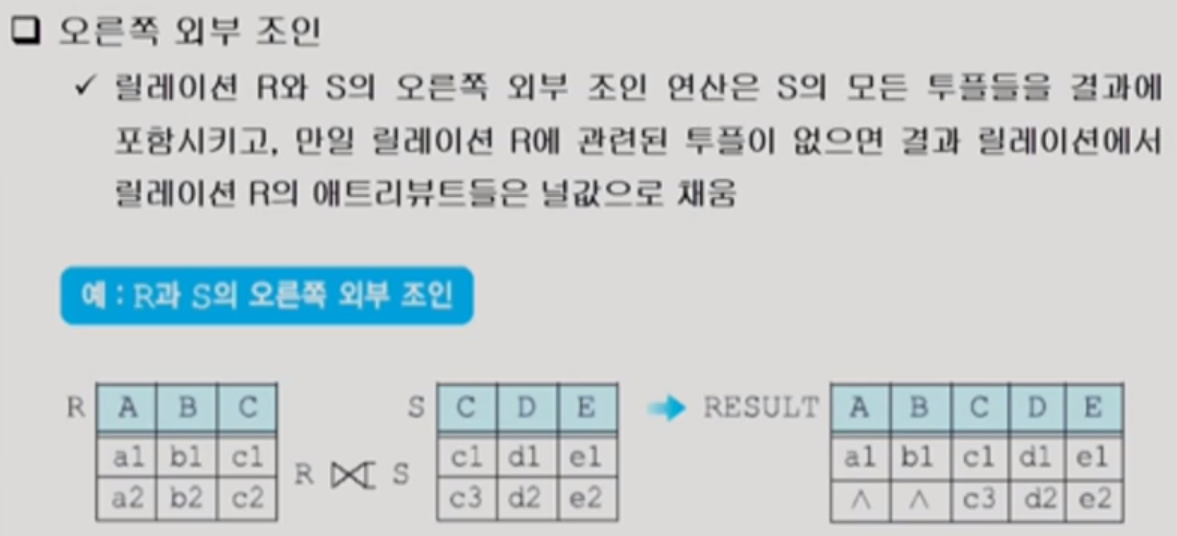 ❑ 오른쪽 외부 조인
✓ 릴레이션 R와 S의 오른쪽 외부 조인 연산은 S의 모든 투플들을 결과에
포함시키고, 만일 릴레이션 R에 관련된 투플이 없으면 결과 릴레이션에서
릴레이션 R의 애트리뷰트들은 널값으로 채움
예 : R과 S의 오른쪽 외부 조인
R A B C
a1 b1 c1
a2 b2 c2
R ⟖ S
S C D E
c1 d1 e1
c3 d2 e2
➡ RESULT A B C D E
a1 b1 c1 d1 e1
∧ ∧ c3 d2 e2